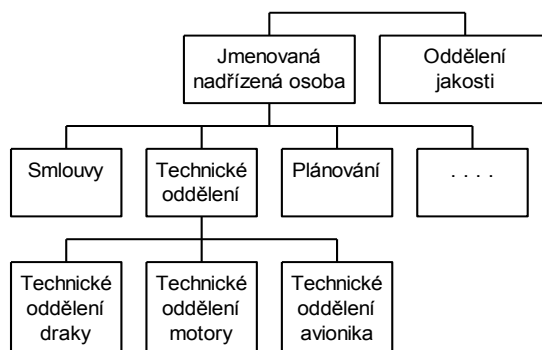 Jmenovaná
nadřízená osoba
Oddělení
jakosti
Smlouvy
Technické
oddělení
Plánování
. . . .
Technické
oddělení
draky
Technické
oddělení
motory
Technické
oddělení
avionika